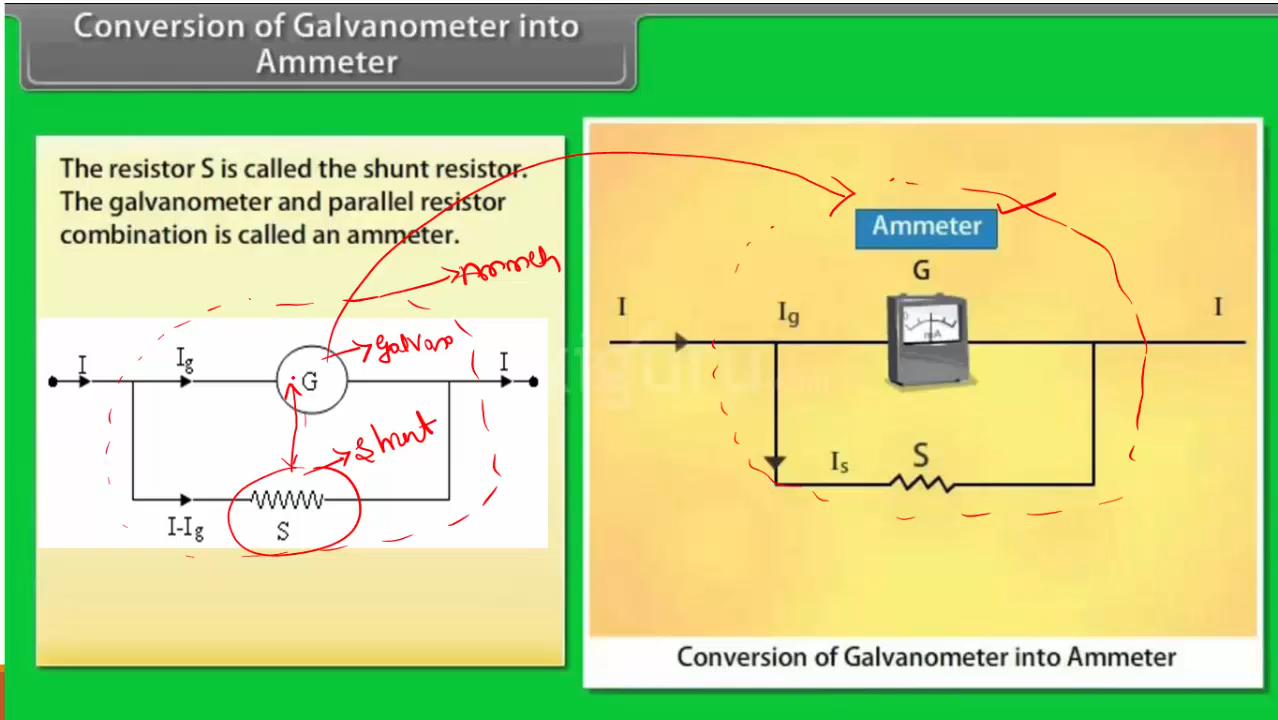 Conversion of Galvanometer into
Ammeter
The resistor S is called the shunt resistor.
The galvanometer and parallel resistor
combination is called an ammeter.
I
Ig
G
I
I-Ig
S
Galvano
Shunt
Ammeter
G
I
Ig
I
mA
Is
S
Conversion of Galvanometer into Ammeter